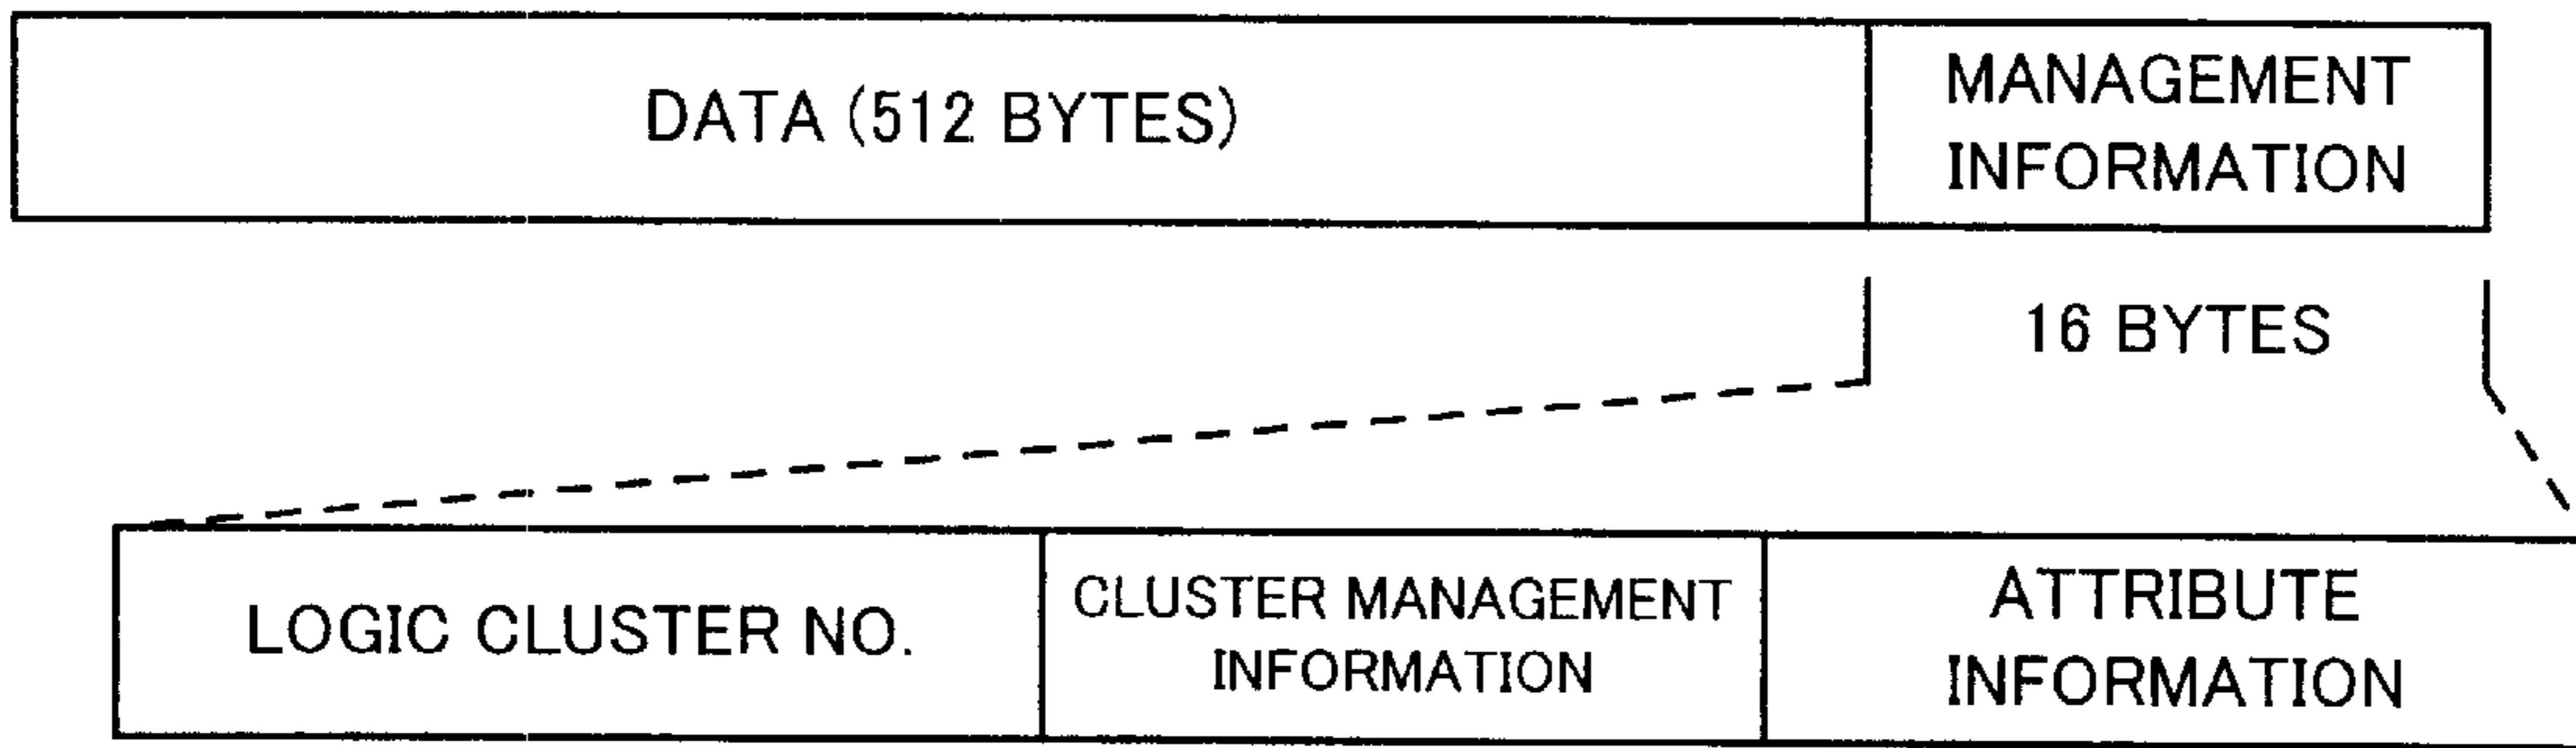 DATA (512 BYTES)
MANAGEMENT
INFORMATION
16 BYTES
LOGIC CLUSTER NO.
CLUSTER MANAGEMENT
INFORMATION
ATTRIBUTE
INFORMATION